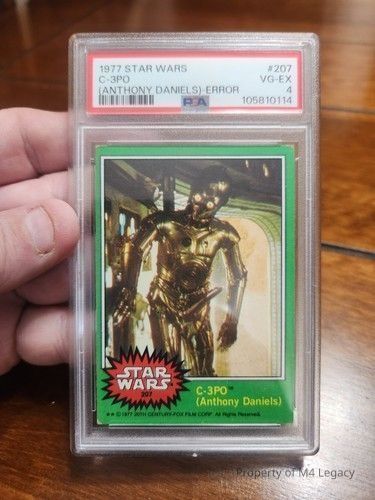 1977 STAR WARS #207
C-3PO VG-EX
(ANTHONY DANIELS)-ERROR 4
PSA 105810114
STAR
WARS
207
C-3PO™
(Anthony Daniels)
★★ © 1977 20TH CENTURY-FOX FILM CORP. All Rights Reserved.
Property of M4 Legacy